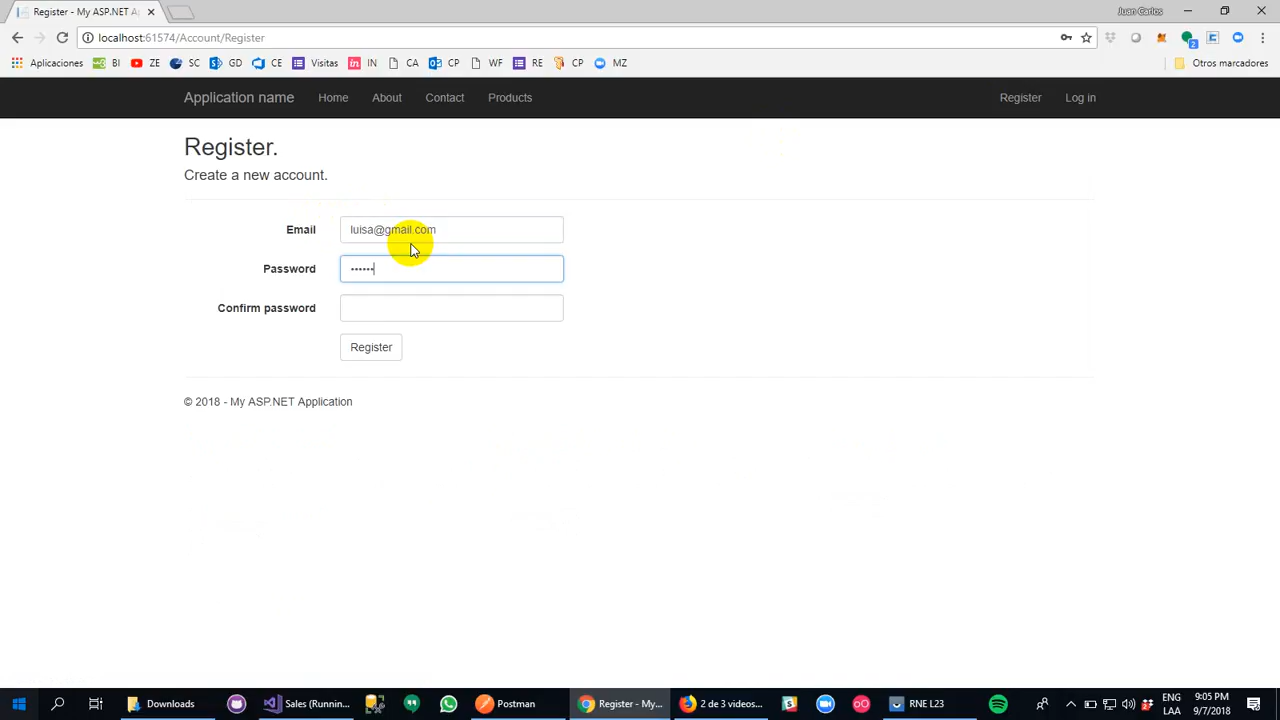 Register - My ASP.NET A
Juan Carlos
localhost:61574/Account/Register
Aplicaciones BI ZE SC GD CE Visitas IN CA CP WF RE CP MZ Otros marcadores
Application name Home About Contact Products Register Log in
Register.
Create a new account.
Email luisa@gmail.com
Password ••••••
Confirm password
Register
© 2018 - My ASP.NET Application
Downloads Sales (Runnin... Postman Register - My... 2 de 3 videos... RNE L23
ENG 9:05 PM
LAA 9/7/2018